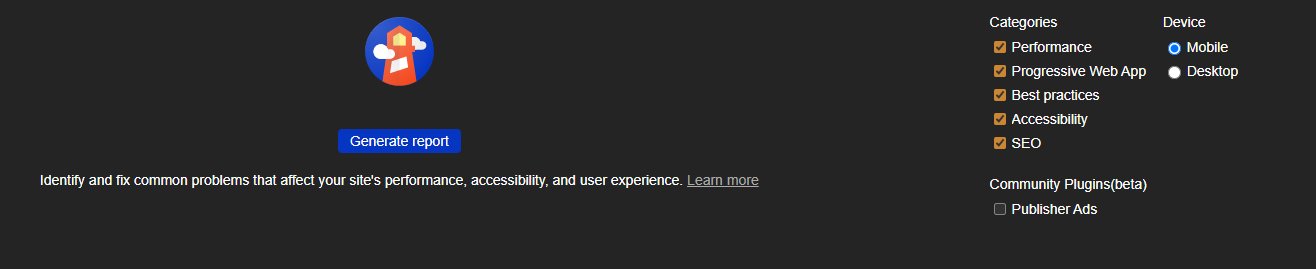 Generate report
Identify and fix common problems that affect your site's performance, accessibility, and user experience. Learn more
Categories
Performance
Progressive Web App
Best practices
Accessibility
SEO
Community Plugins(beta)
Publisher Ads
Device
Mobile
Desktop